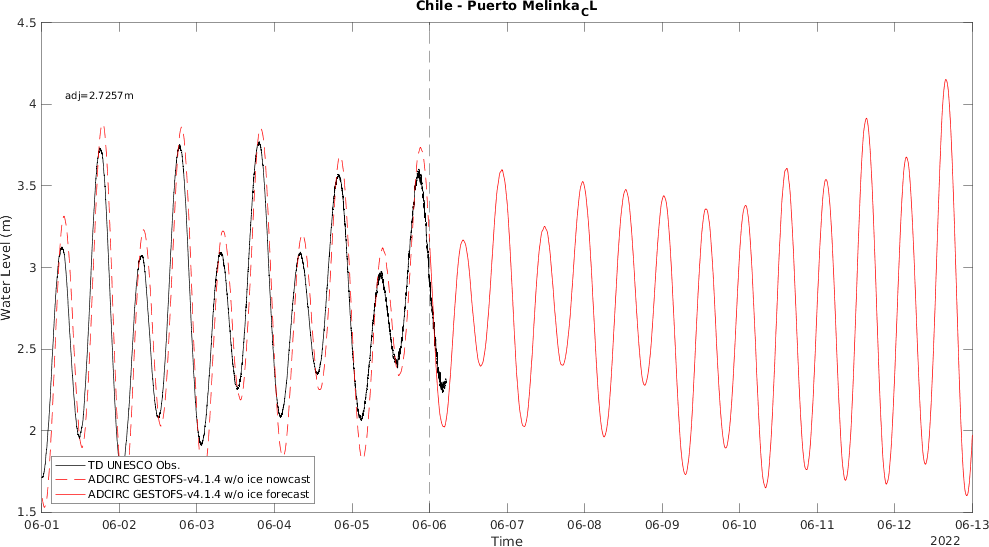 Chile - Puerto Melinka_CL
4.5
4
3.5
3
2.5
2
1.5
Water Level (m)
adj=2.7257m
TD UNESCO Obs.
ADCIRC GESTOFS-v4.1.4 w/o ice nowcast
ADCIRC GESTOFS-v4.1.4 w/o ice forecast
06-01 06-02 06-03 06-04 06-05 06-06 06-07 06-08 06-09 06-10 06-11 06-12 06-13
Time
2022